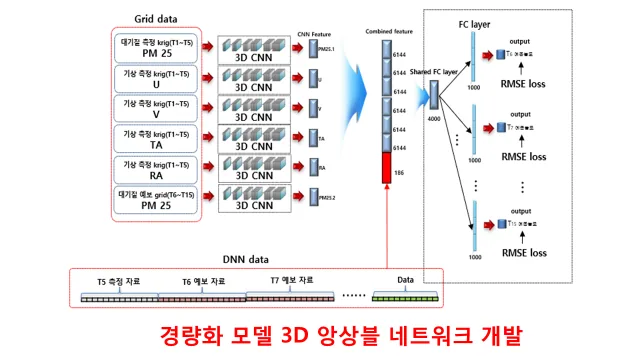 Grid data
대기질 측정 krig(T1~T5)
PM 25
기상 측정 krig(T1~T5)
U
기상 측정 krig(T1~T5)
V
기상 측정 krig(T1~T5)
TA
기상 측정 krig(T1~T5)
RA
대기질 예보 grid(T6~T15)
PM 25
3D CNN
3D CNN
3D CNN
3D CNN
3D CNN
3D CNN
CNN Feature
PM25.1
U
V
TA
RA
PM25.2
Combined feature
6144
6144
6144
6144
6144
6144
186
Shared FC layer
4000
FC layer
1000
output
RMSE loss
1000
output
RMSE loss
1000
output
RMSE loss
DNN data
T5 측정 자료
T6 예보 자료
T7 예보 자료
······
Data
경량화 모델 3D 앙상블 네트워크 개발